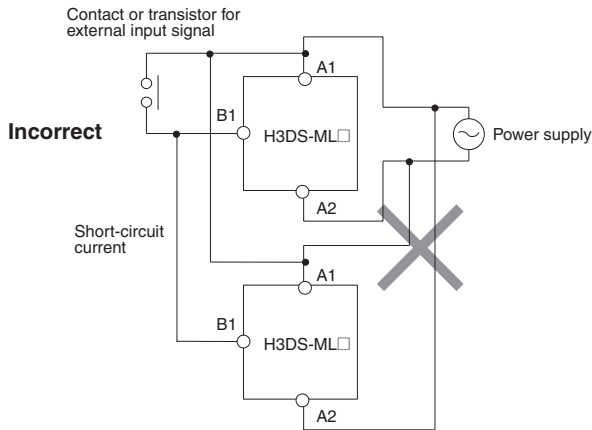 Contact or transistor for
external input signal
A1
B1
H3DS-ML□
Incorrect
Power supply
A2
Short-circuit
current
A1
B1
H3DS-ML□
A2